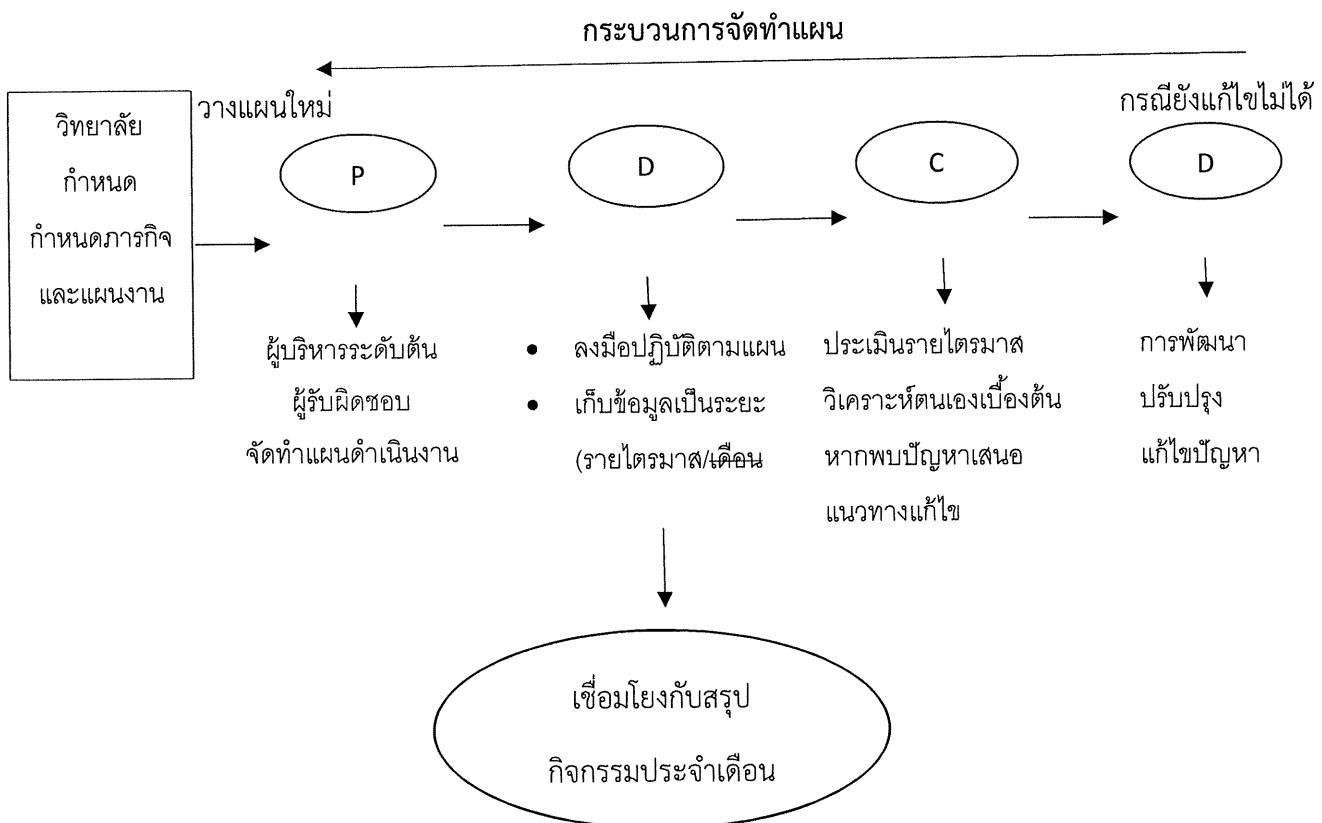 กระบวนการจัดทำแผน
วางแผนใหม่
กรณียังแก้ไขไม่ได้
วิทยาลัย
กำหนด
กำหนดภารกิจ
และแผนงาน
P
D
C
D
ผู้บริหารระดับต้น
ผู้รับผิดชอบ
จัดทำแผนดำเนินงาน
• ลงมือปฏิบัติตามแผน
• เก็บข้อมูลเป็นระยะ
(รายไตรมาส/เดือน
ประเมินรายไตรมาส
วิเคราะห์ตนเองเบื้องต้น
หากพบปัญหาเสนอ
แนวทางแก้ไข
การพัฒนา
ปรับปรุง
แก้ไขปัญหา
เชื่อมโยงกับสรุป
กิจกรรมประจำเดือน